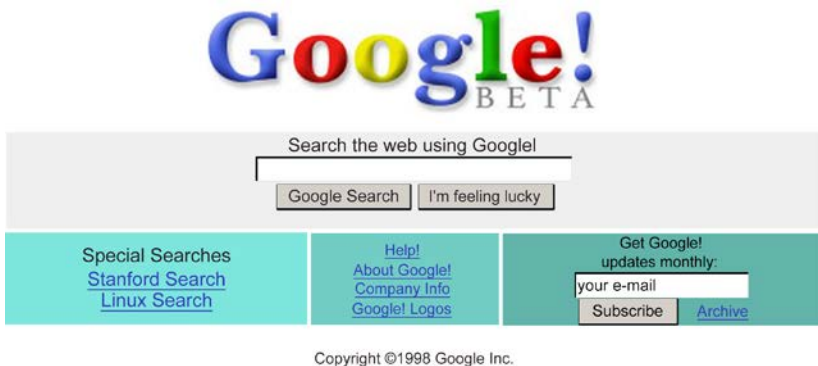 Google!
BETA
Search the web using Googlel
Google Search I'm feeling lucky
Special Searches
Stanford Search
Linux Search
Help!
About Google!
Company Info
Google! Logos
Get Google!
updates monthly:
your e-mail
Subscribe Archive
Copyright ©1998 Google Inc.